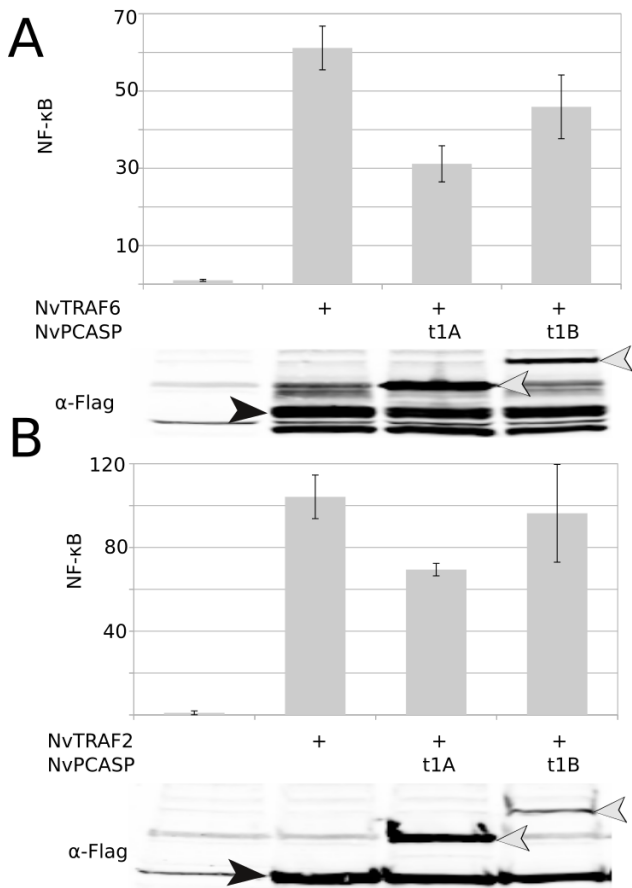 A
70
50
NF-κB
30
10
NvTRAF6 + + +
NvPCASP t1A t1B
α-Flag
B
120
80
NF-κB
40
NvTRAF2 + + +
NvPCASP t1A t1B
α-Flag